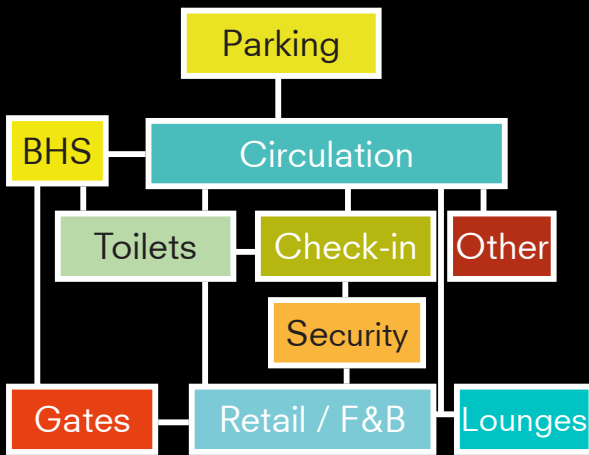 Parking
BHS
Circulation
Toilets
Check-in
Other
Security
Gates
Retail / F&B
Lounges